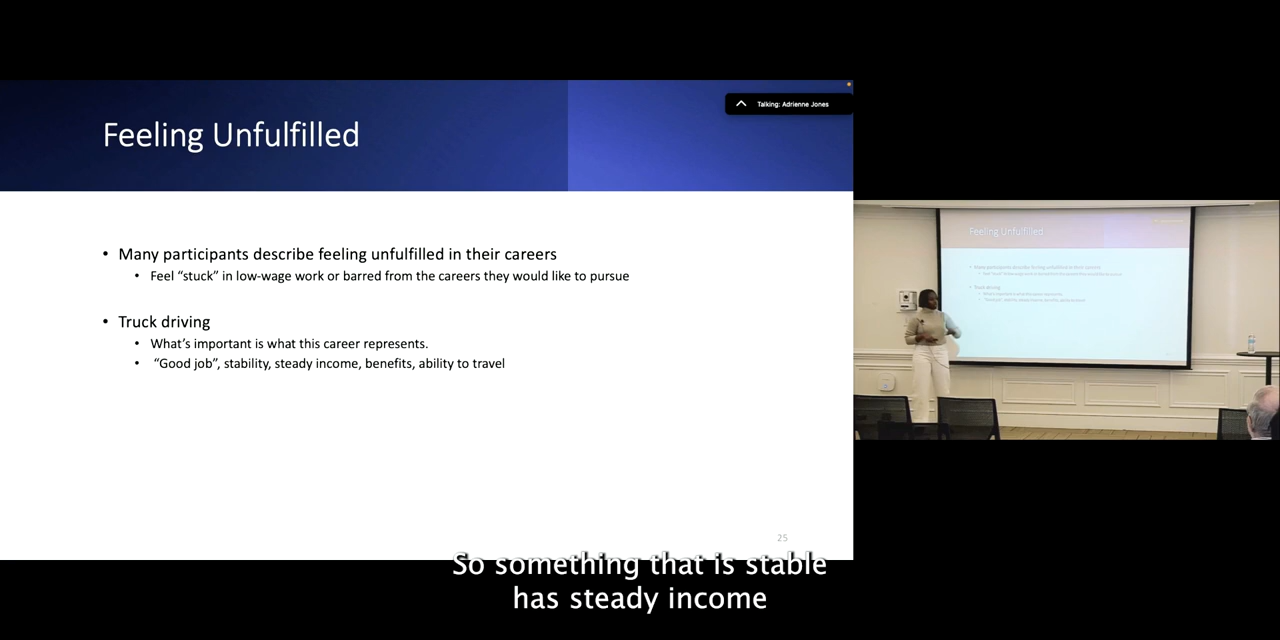 Talking: Adrienne Jones
Feeling Unfulfilled
• Many participants describe feeling unfulfilled in their careers
• Feel “stuck” in low-wage work or barred from the careers they would like to pursue
• Truck driving
• What’s important is what this career represents.
• “Good job”, stability, steady income, benefits, ability to travel
25
Feeling Unfulfilled
So something that is stable
has steady income